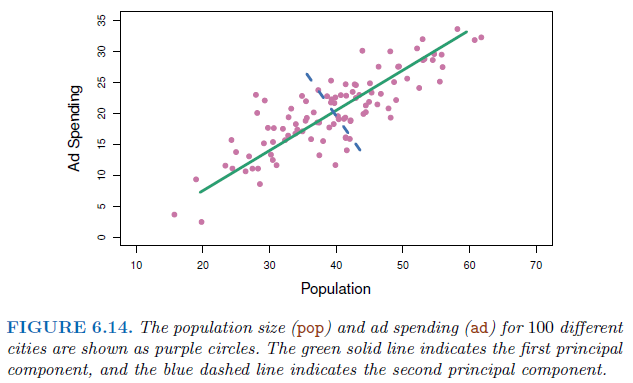 35
30
25
20
15
10
5
0
Ad Spending
10 20 30 40 50 60 70
Population
FIGURE 6.14. The population size (pop) and ad spending (ad) for 100 different
cities are shown as purple circles. The green solid line indicates the first principal
component, and the blue dashed line indicates the second principal component.